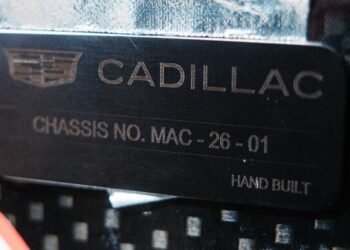 CADILLAC
CHASSIS NO. MAC - 26 - 01
HAND BUILT